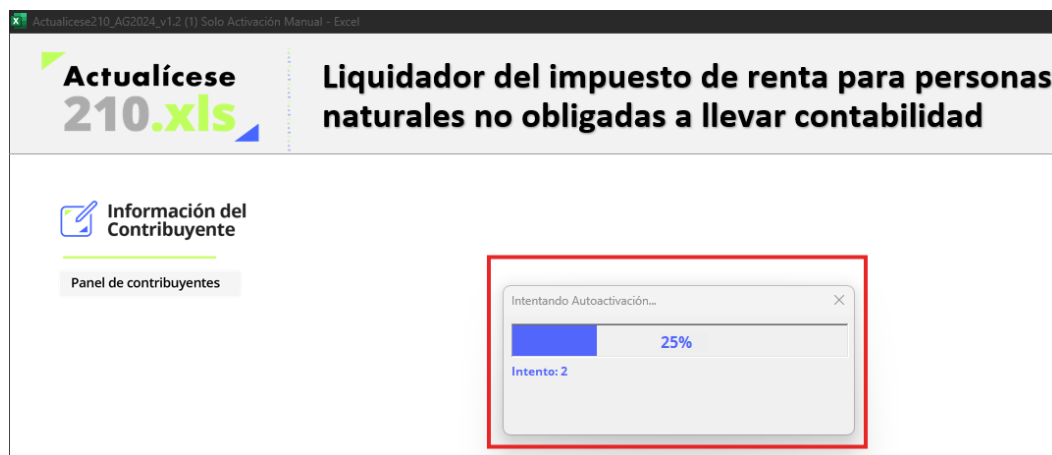 Actualicese210_AG2024_v1.2 (1) Solo Activación Manual - Excel
Actualícese
210.xls
Liquidador del impuesto de renta para personas
naturales no obligadas a llevar contabilidad
Información del
Contribuyente
Panel de contribuyentes
Intentando Autoactivación...
25%
Intento: 2